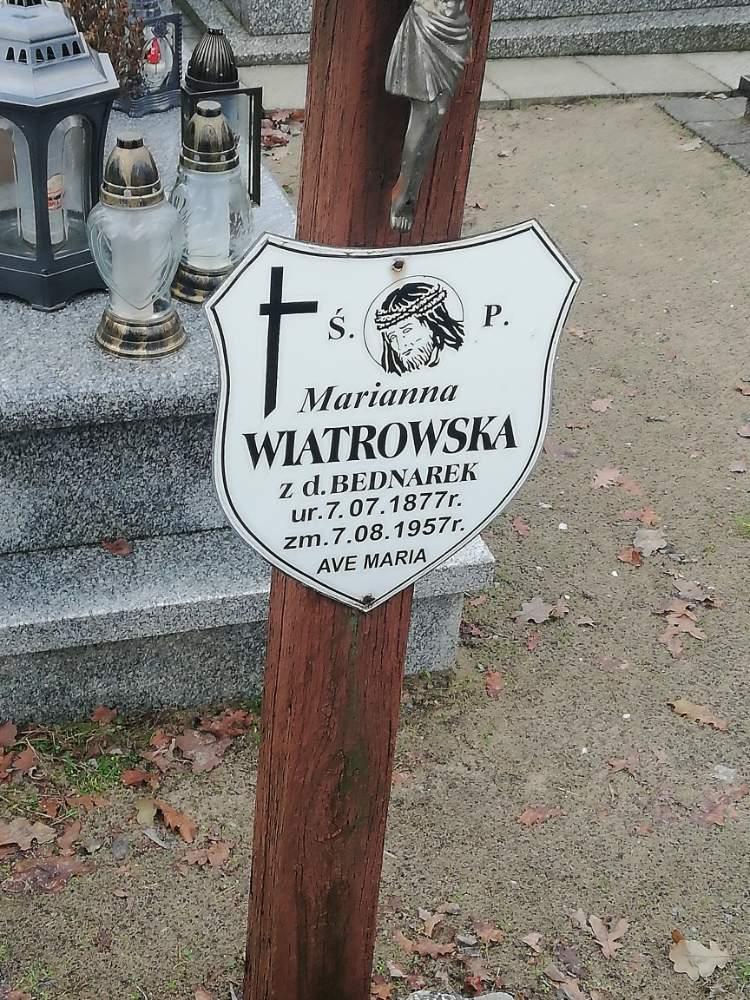 Ś. P.
Marianna
WIATROWSKA
z d. BEDNAREK
ur.7.07.1877r.
zm.7.08.1957r.
AVE MARIA